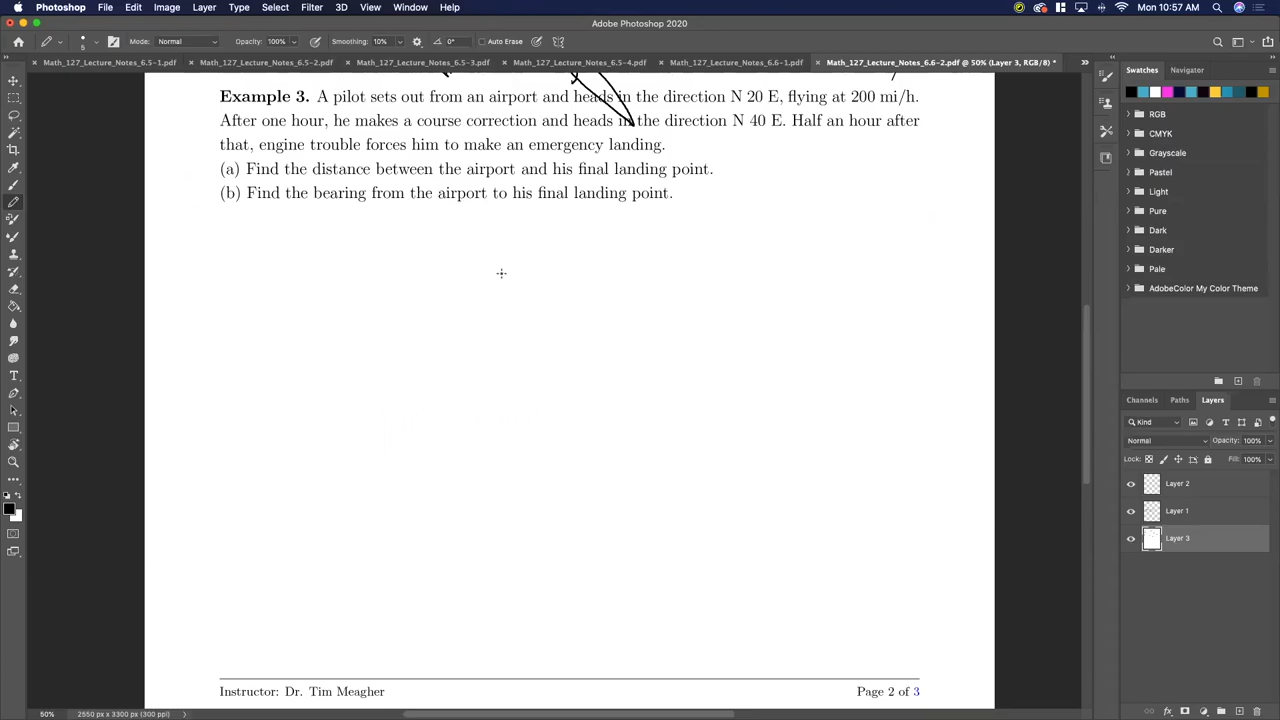 Photoshop File Edit Image Layer Type Select Filter 3D View Window Help Mon 10:57 AM
Adobe Photoshop 2020
5 Mode: Normal Opacity: 100% Smoothing: 10% 0° Auto Erase
Math_127_Lecture_Notes_6.5-1.pdf Math_127_Lecture_Notes_6.5-2.pdf Math_127_Lecture_Notes_6.5-3.pdf Math_127_Lecture_Notes_6.5-4.pdf Math_127_Lecture_Notes_6.6-1.pdf Math_127_Lecture_Notes_6.6-2.pdf @ 50% (Layer 3, RGB/8) *
Example 3. A pilot sets out from an airport and heads in the direction N 20 E, flying at 200 mi/h.
After one hour, he makes a course correction and heads in the direction N 40 E. Half an hour after
that, engine trouble forces him to make an emergency landing.
(a) Find the distance between the airport and his final landing point.
(b) Find the bearing from the airport to his final landing point.
Instructor: Dr. Tim Meagher Page 2 of 3
50% 2550 px x 3300 px (300 ppi)
Swatches Navigator
RGB
CMYK
Grayscale
Pastel
Light
Pure
Dark
Darker
Pale
AdobeColor My Color Theme
Channels Paths Layers
Kind
Normal Opacity: 100%
Lock: Fill: 100%
Layer 2
Layer 1
Layer 3